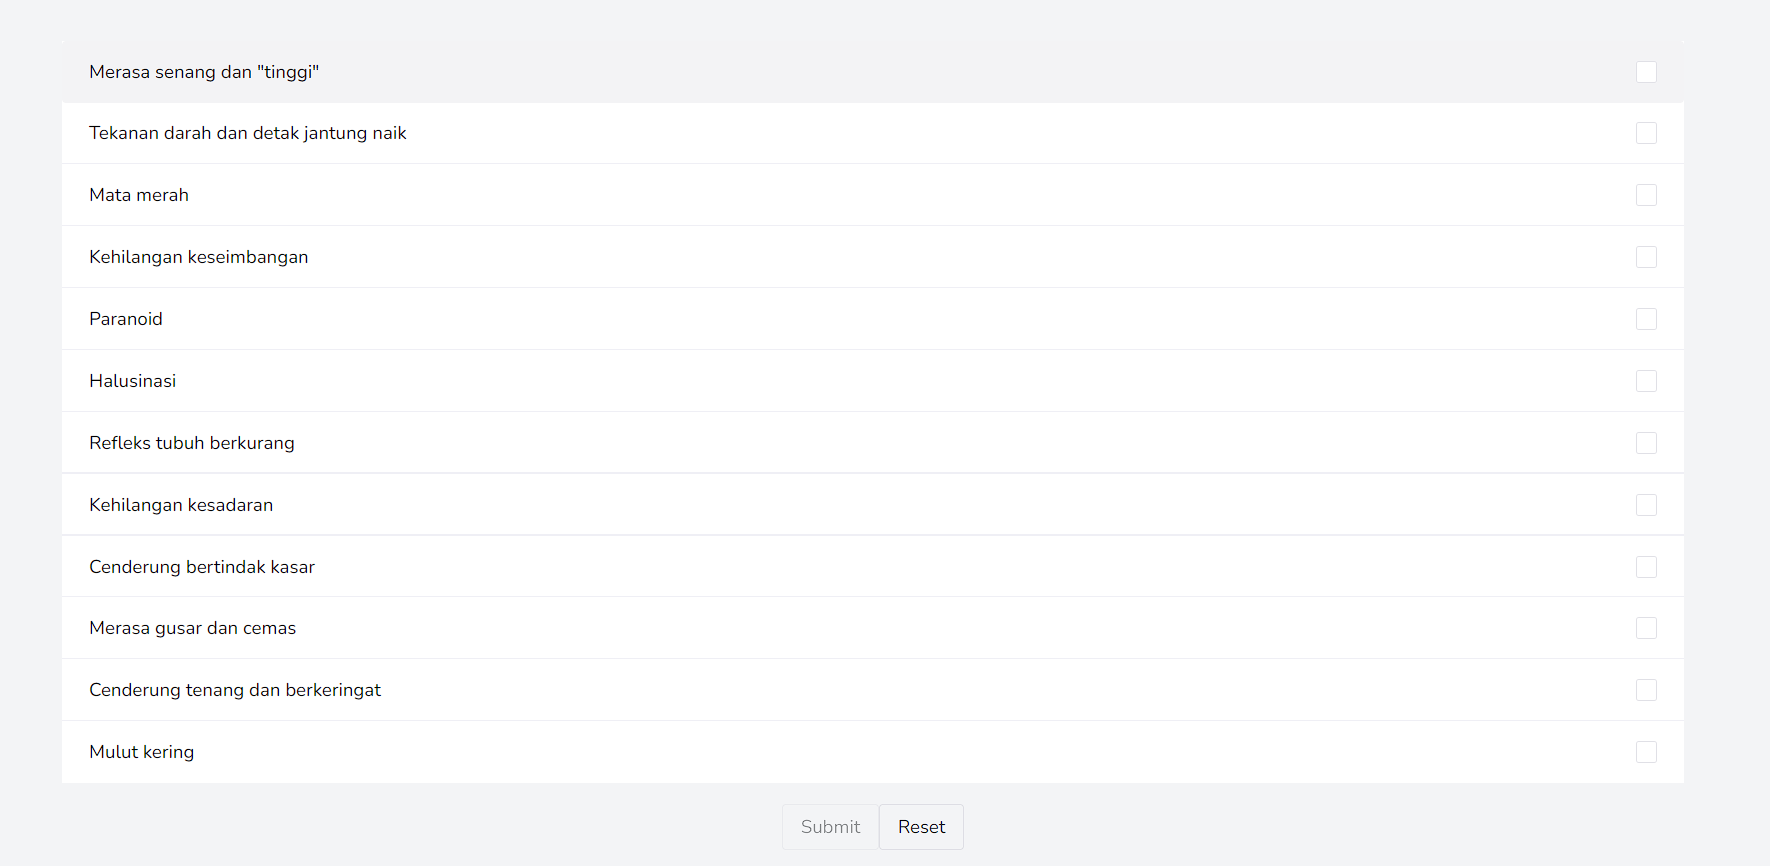 Merasa senang dan "tinggi"
Tekanan darah dan detak jantung naik
Mata merah
Kehilangan keseimbangan
Paranoid
Halusinasi
Refleks tubuh berkurang
Kehilangan kesadaran
Cenderung bertindak kasar
Merasa gusar dan cemas
Cenderung tenang dan berkeringat
Mulut kering
Submit Reset